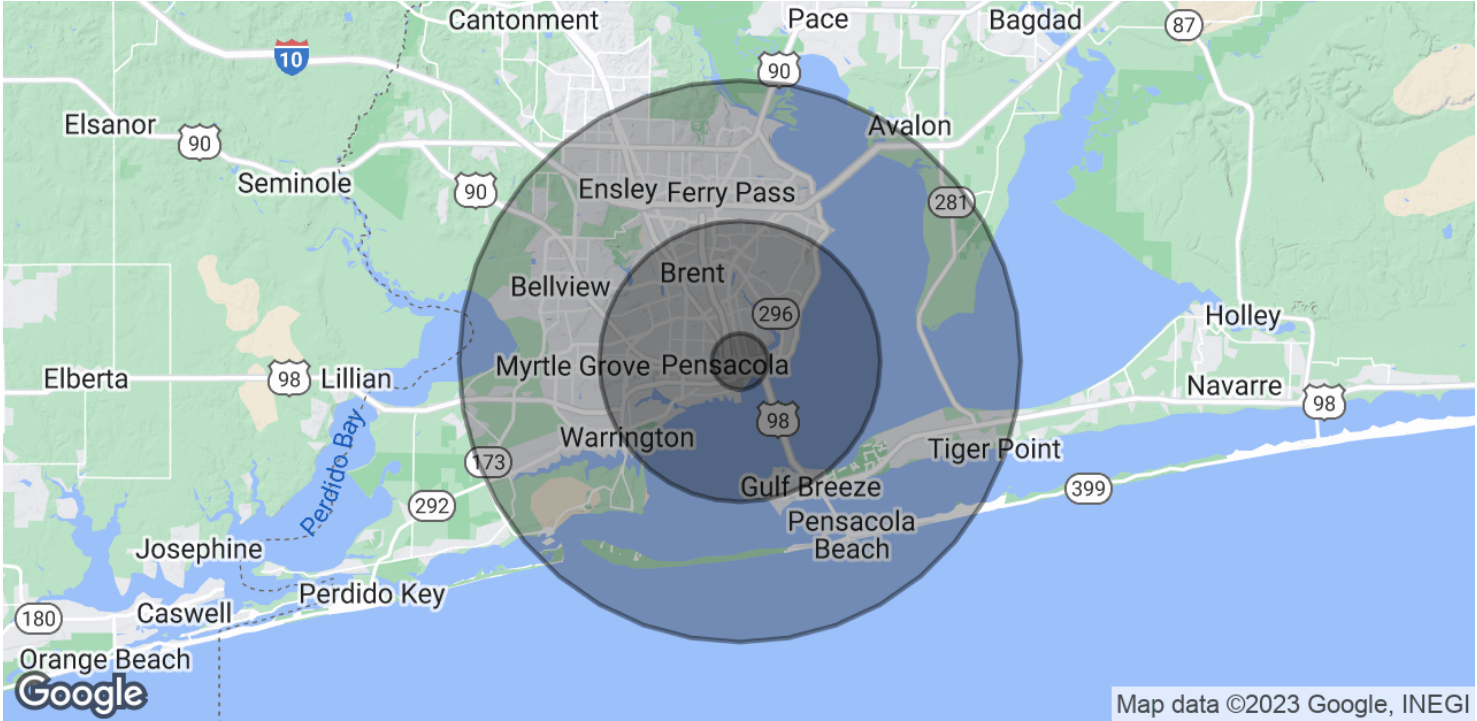 Cantonment
Pace
Bagdad
87
10
90
Elsanor
90
Avalon
Seminole
90
Ensley
Ferry Pass
281
Brent
Bellview
296
Holley
Myrtle Grove
Pensacola
Elberta
98
Lillian
Navarre
98
98
Warrington
Tiger Point
173
Perdido Bay
Gulf Breeze
399
292
Pensacola
Beach
Josephine
Perdido Key
180
Caswell
Orange Beach
Google
Map data ©2023 Google, INEGI